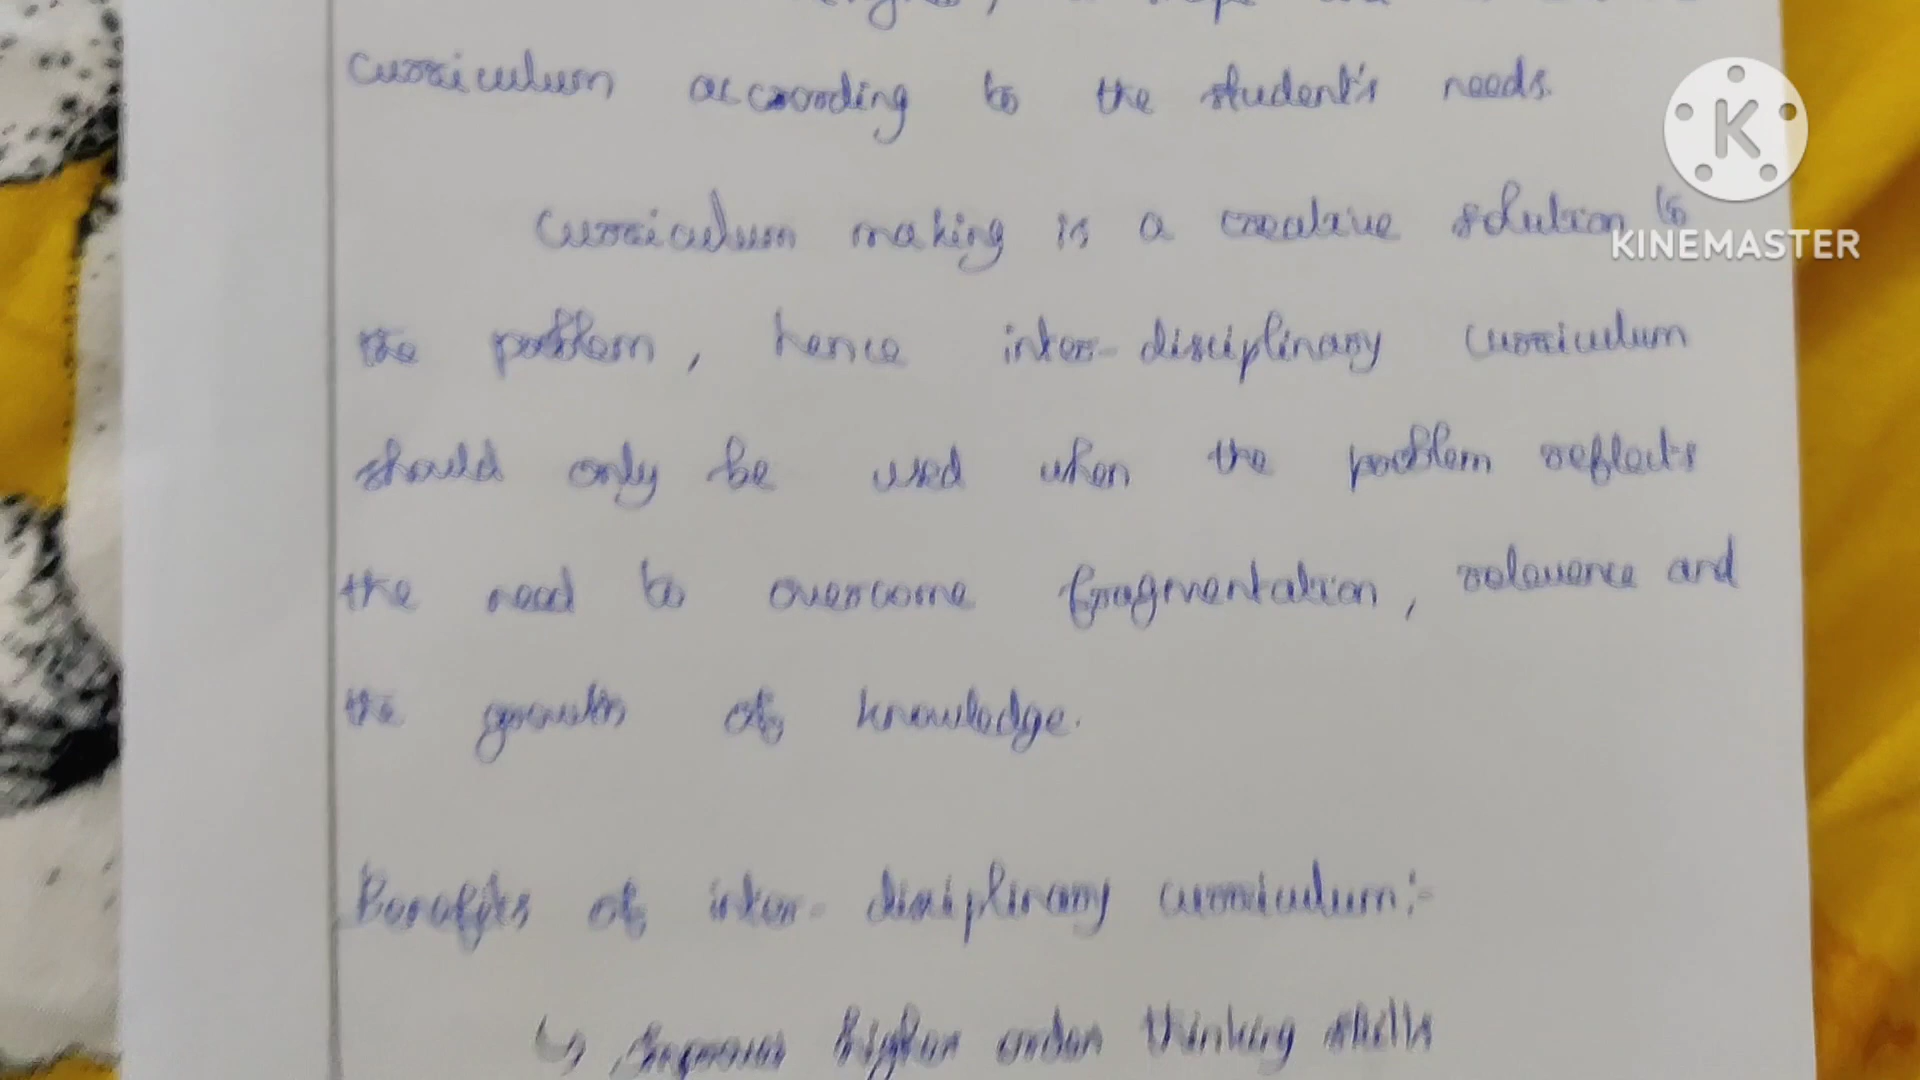 curriculum according to the student's needs.
Curriculum making is a creative solution to
the problem, hence inter-disciplinary curriculum
should only be used when the problem reflects
the need to overcome fragmentation, relevence and
the growth of knowledge.
Benefits of inter-disciplinary curriculum:-
↳ Improves higher order thinking skills
K
KINEMASTER